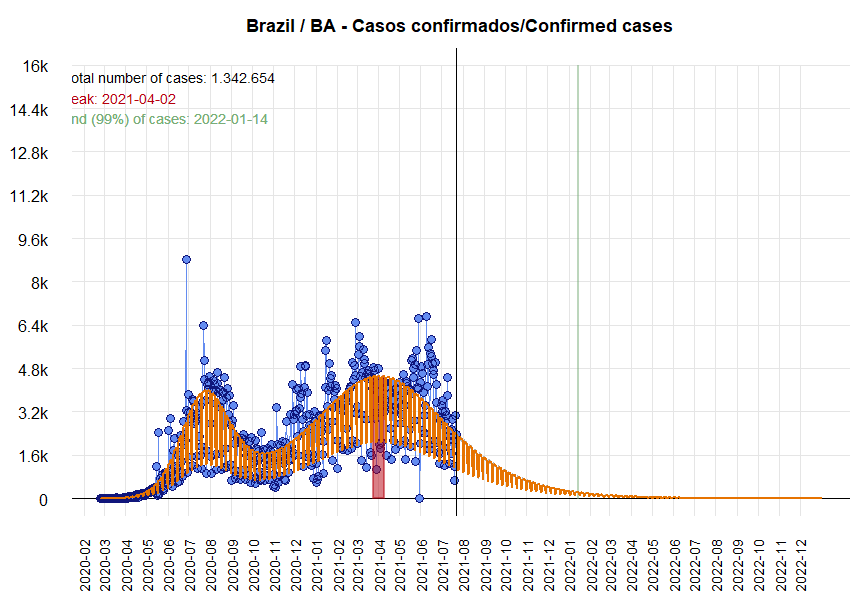 Brazil / BA - Casos confirmados/Confirmed cases
16k
otal number of cases: 1.342.654
eak: 2021-04-02
14.4k
nd (99%) of cases: 2022-01-14
12.8k
11.2k
9.6k
8k
6.4k
4.8k
3.2k
1.6k
0
2020-02
2020-03
2020-04
2020-05
2020-06
2020-07
2020-08
2020-09
2020-10
2020-11
2020-12
2021-01
2021-02
2021-03
2021-04
2021-05
2021-06
2021-07
2021-08
2021-09
2021-10
2021-11
2021-12
2022-01
2022-02
2022-03
2022-04
2022-05
2022-06
2022-07
2022-08
2022-09
2022-10
2022-11
2022-12